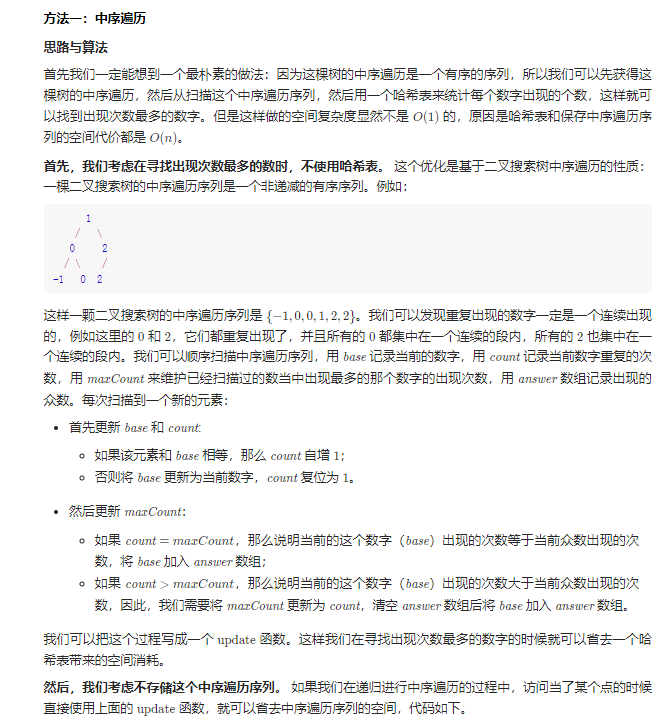 方法一：中序遍历
思路与算法
首先我们一定能想到一个最朴素的做法：因为这棵树的中序遍历是一个有序的序列，所以我们可以先获得这
棵树的中序遍历，然后从扫描这个中序遍历序列，然后用一个哈希表来统计每个数字出现的个数，这样就可
以找到出现次数最多的数字。但是这样做的空间复杂度显然不是 O(1) 的，原因是哈希表和保存中序遍历序
列的空间代价都是 O(n)。
首先，我们考虑在寻找出现次数最多的数时，不使用哈希表。 这个优化是基于二叉搜索树中序遍历的性质：
一棵二叉搜索树的中序遍历序列是一个非递减的有序序列。例如：
1
/ \
0 2
/ \ /
-1 0 2
这样一颗二叉搜索树的中序遍历序列是 {−1, 0, 0, 1, 2, 2}。我们可以发现重复出现的数字一定是一个连续出现
的，例如这里的 0 和 2，它们都重复出现了，并且所有的 0 都集中在一个连续的段内，所有的 2 也集中在一
个连续的段内。我们可以顺序扫描中序遍历序列，用 base 记录当前的数字，用 count 记录当前数字重复的次
数，用 maxCount 来维护已经扫描过的数当中出现最多的那个数字的出现次数，用 answer 数组记录出现的
众数。每次扫描到一个新的元素：
• 首先更新 base 和 count:
◦ 如果该元素和 base 相等，那么 count 自增 1；
◦ 否则将 base 更新为当前数字，count 复位为 1。
• 然后更新 maxCount：
◦ 如果 count = maxCount，那么说明当前的这个数字（base）出现的次数等于当前众数出现的次
数，将 base 加入 answer 数组；
◦ 如果 count > maxCount，那么说明当前的这个数字（base）出现的次数大于当前众数出现的次
数，因此，我们需要将 maxCount 更新为 count，清空 answer 数组后将 base 加入 answer 数组。
我们可以把这个过程写成一个 update 函数。这样我们在寻找出现次数最多的数字的时候就可以省去一个哈
希表带来的空间消耗。
然后，我们考虑不存储这个中序遍历序列。 如果我们在递归进行中序遍历的过程中，访问当了某个点的时候
直接使用上面的 update 函数，就可以省去中序遍历序列的空间，代码如下。